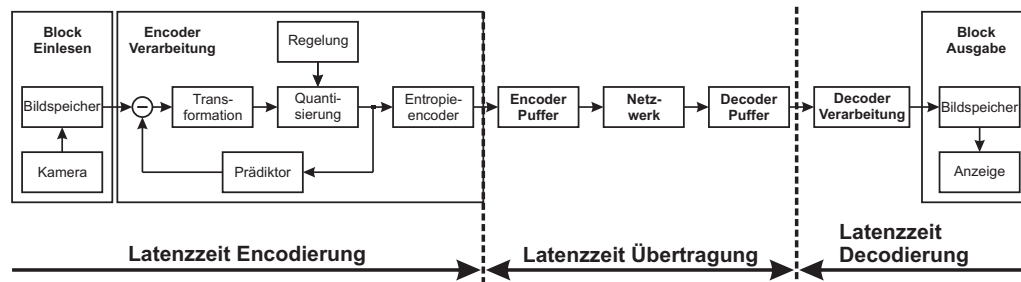 Block
Einlesen
Bildspeicher
Kamera
Encoder
Verarbeitung
Regelung
Trans-
formation
Quanti-
sierung
Entropie-
encoder
Prädiktor
Encoder
Puffer
Netz-
werk
Decoder
Puffer
Decoder
Verarbeitung
Block
Ausgabe
Bildspeicher
Anzeige
Latenzzeit Encodierung
Latenzzeit Übertragung
Latenzzeit
Decodierung